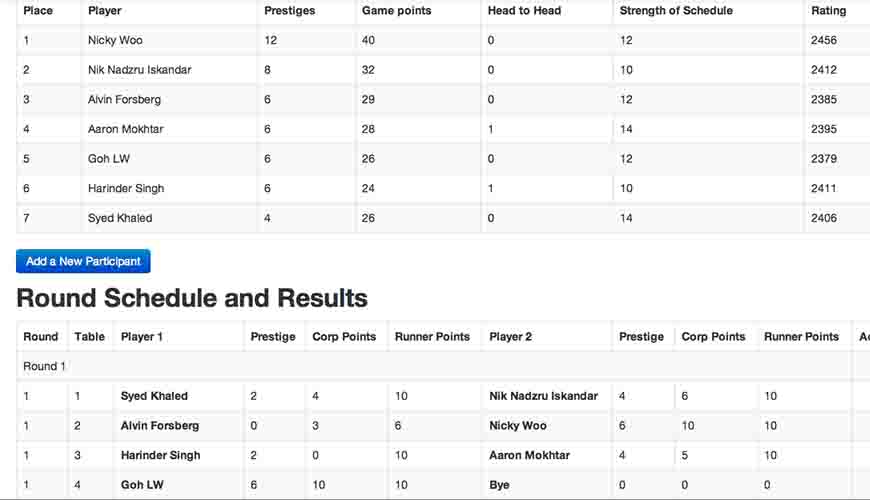 Place Player Prestiges Game points Head to Head Strength of Schedule Rating
1 Nicky Woo 12 40 0 12 2456
2 Nik Nadzru Iskandar 8 32 0 10 2412
3 Alvin Forsberg 6 29 0 12 2385
4 Aaron Mokhtar 6 28 1 14 2395
5 Goh LW 6 26 0 12 2379
6 Harinder Singh 6 24 1 10 2411
7 Syed Khaled 4 26 0 14 2406
Add a New Participant
Round Schedule and Results
Round Table Player 1 Prestige Corp Points Runner Points Player 2 Prestige Corp Points Runner Points
Round 1
1 1 Syed Khaled 2 4 10 Nik Nadzru Iskandar 4 6 10
1 2 Alvin Forsberg 0 3 6 Nicky Woo 6 10 10
1 3 Harinder Singh 2 0 10 Aaron Mokhtar 4 5 10
1 4 Goh LW 6 10 10 Bye 0 0 0